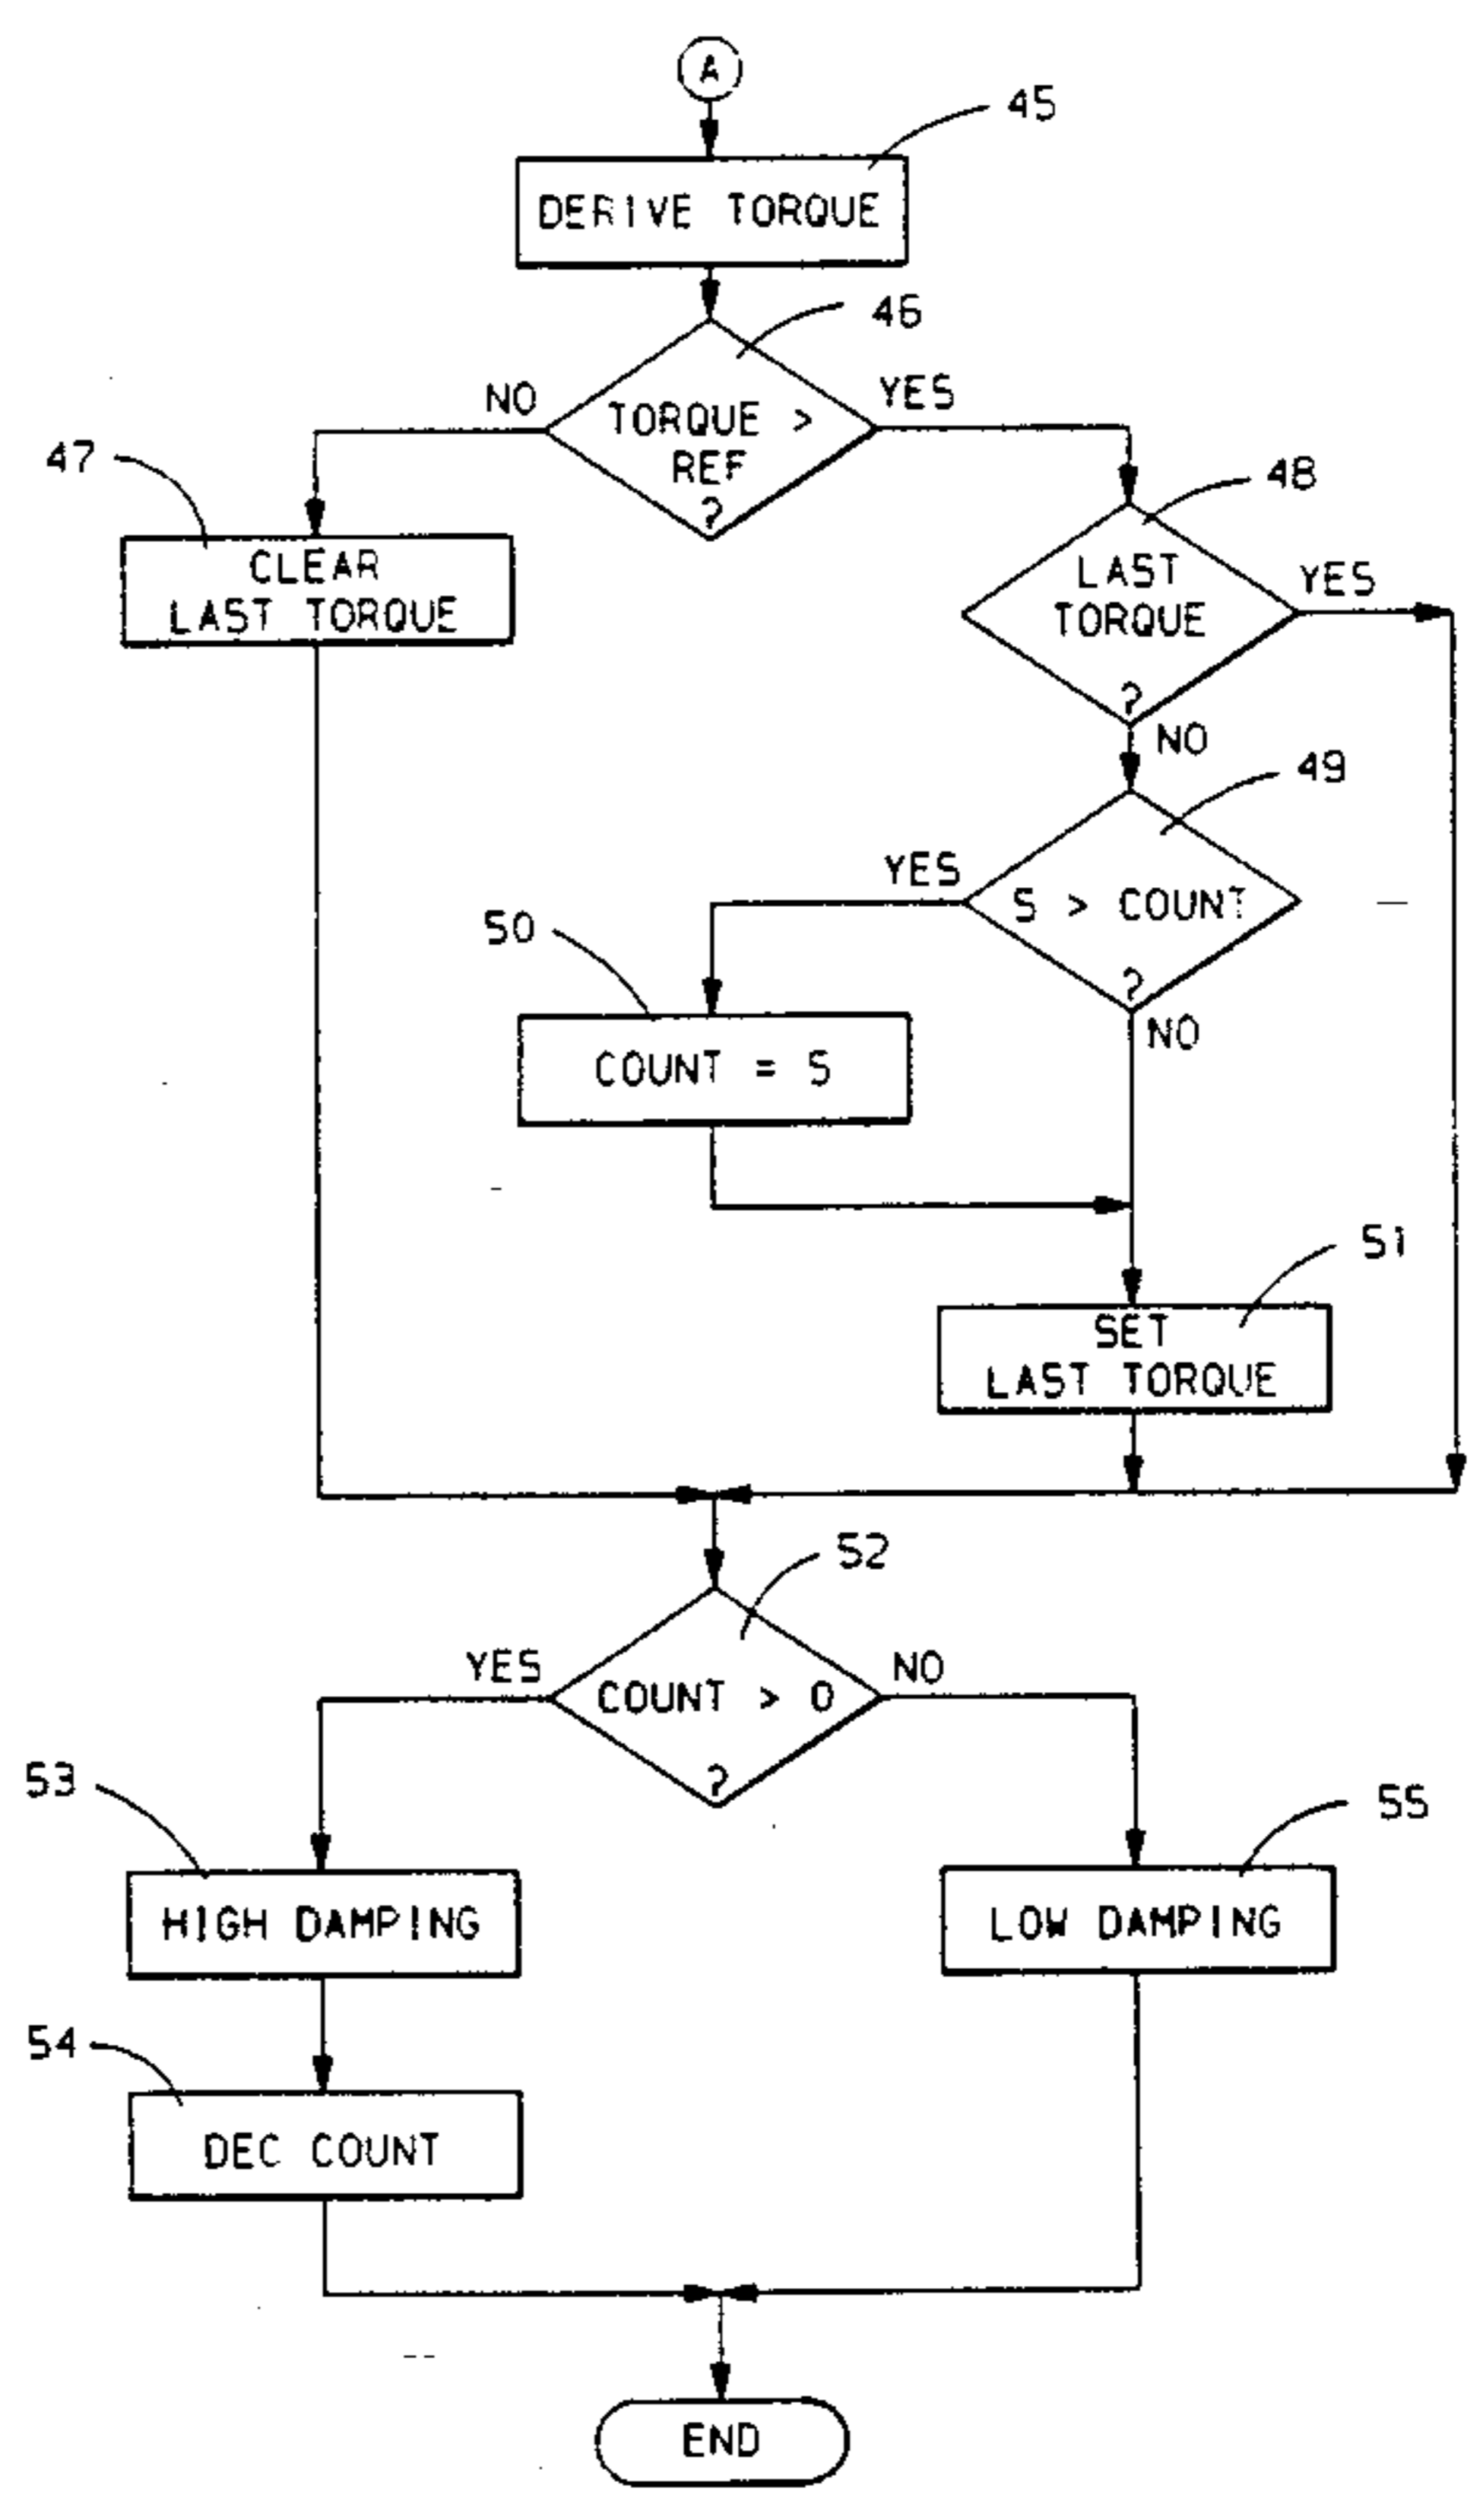 A
45
DERIVE TORQUE
46
NO
YES
TORQUE >
REF
?
47
48
CLEAR
LAST TORQUE
LAST
TORQUE
?
YES
NO
49
YES
S > COUNT
?
50
NO
COUNT = S
51
SET
LAST TORQUE
52
YES
NO
COUNT > 0
?
53
55
HIGH DAMPING
LOW DAMPING
54
DEC COUNT
END